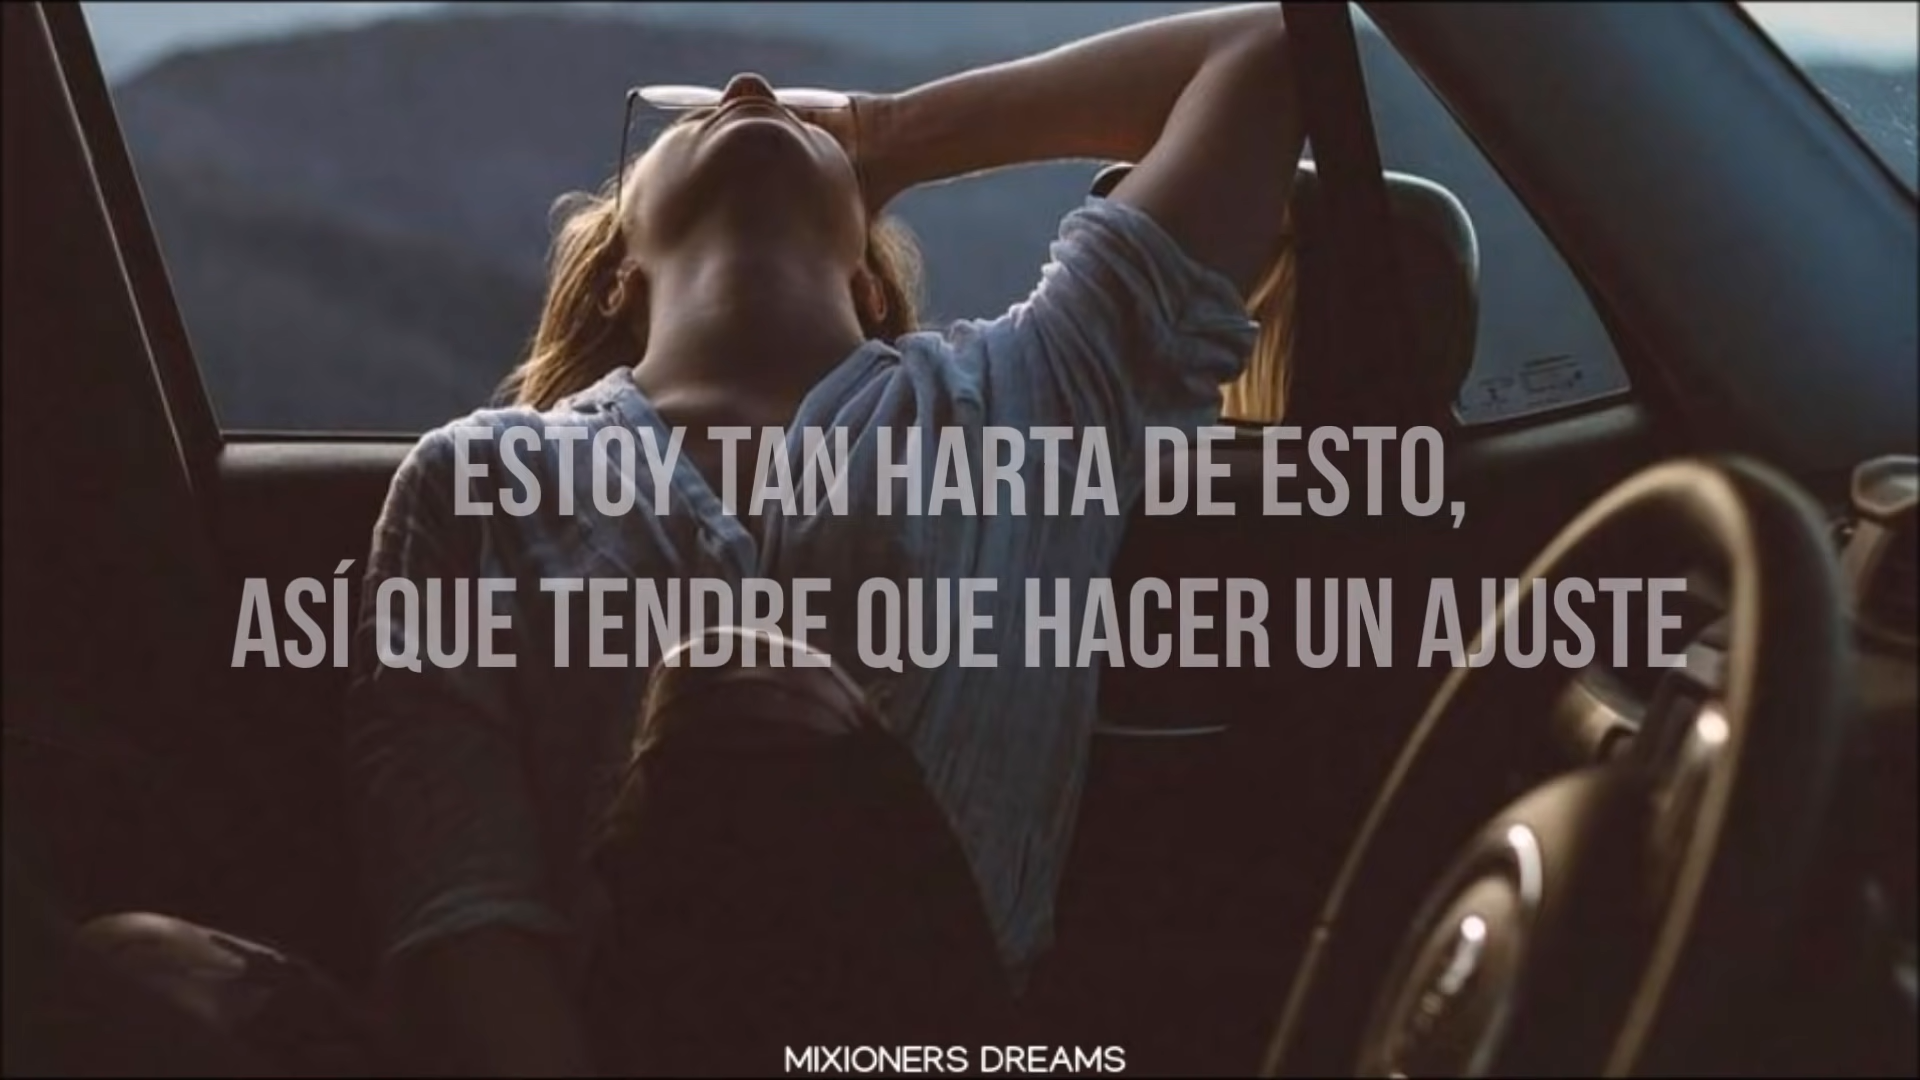 ESTOY TAN HARTA DE ESTO,
ASÍ QUE TENDRE QUE HACER UN AJUSTE
MIXIONERS DREAMS